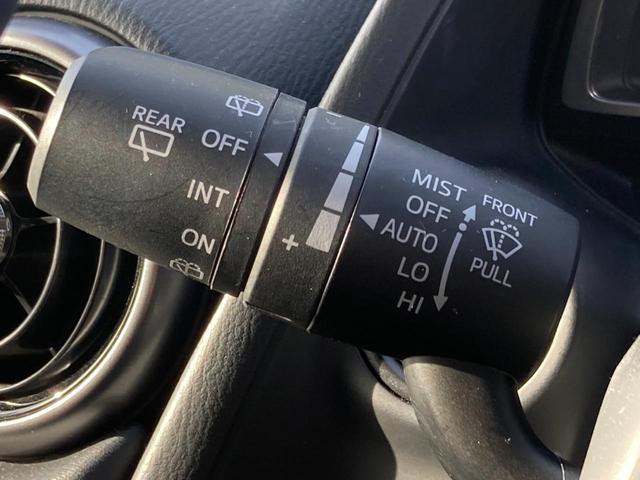 REAR
OFF
INT
ON
- 
+
MIST
OFF
AUTO
LO
HI
FRONT
PULL